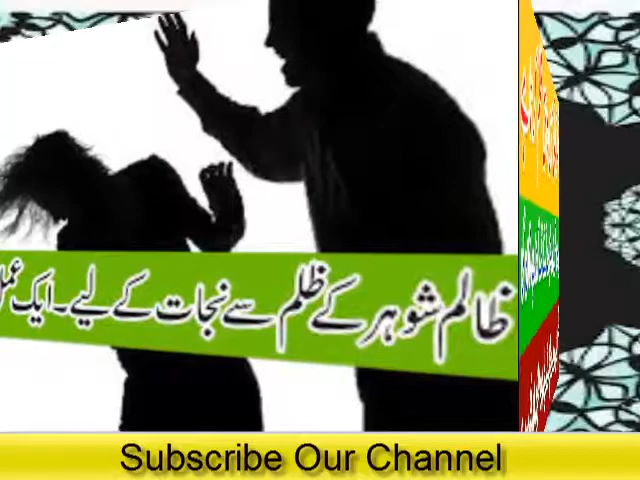 ظالم شوہر کے ظلم سے نجات کے لیے۔ ایک عمل
Subscribe Our Channel